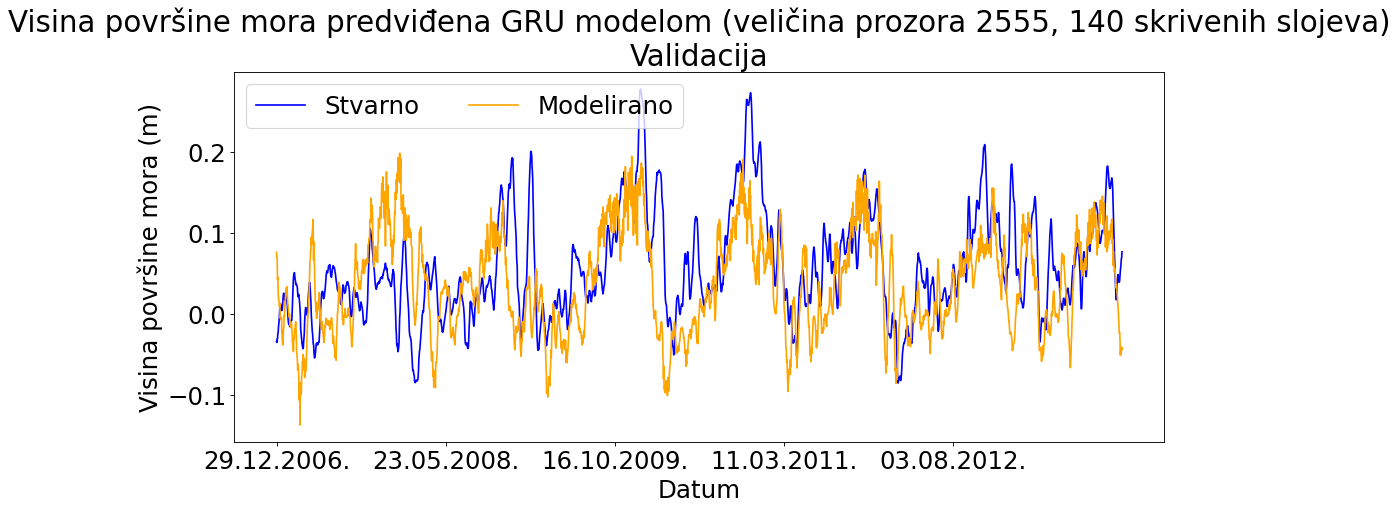 Visina površine mora predviđena GRU modelom (veličina prozora 2555, 140 skrivenih slojeva)
Validacija
Stvarno
Modelirano
Visina površine mora (m)
0.2
0.1
0.0
−0.1
29.12.2006.
23.05.2008.
16.10.2009.
11.03.2011.
03.08.2012.
Datum